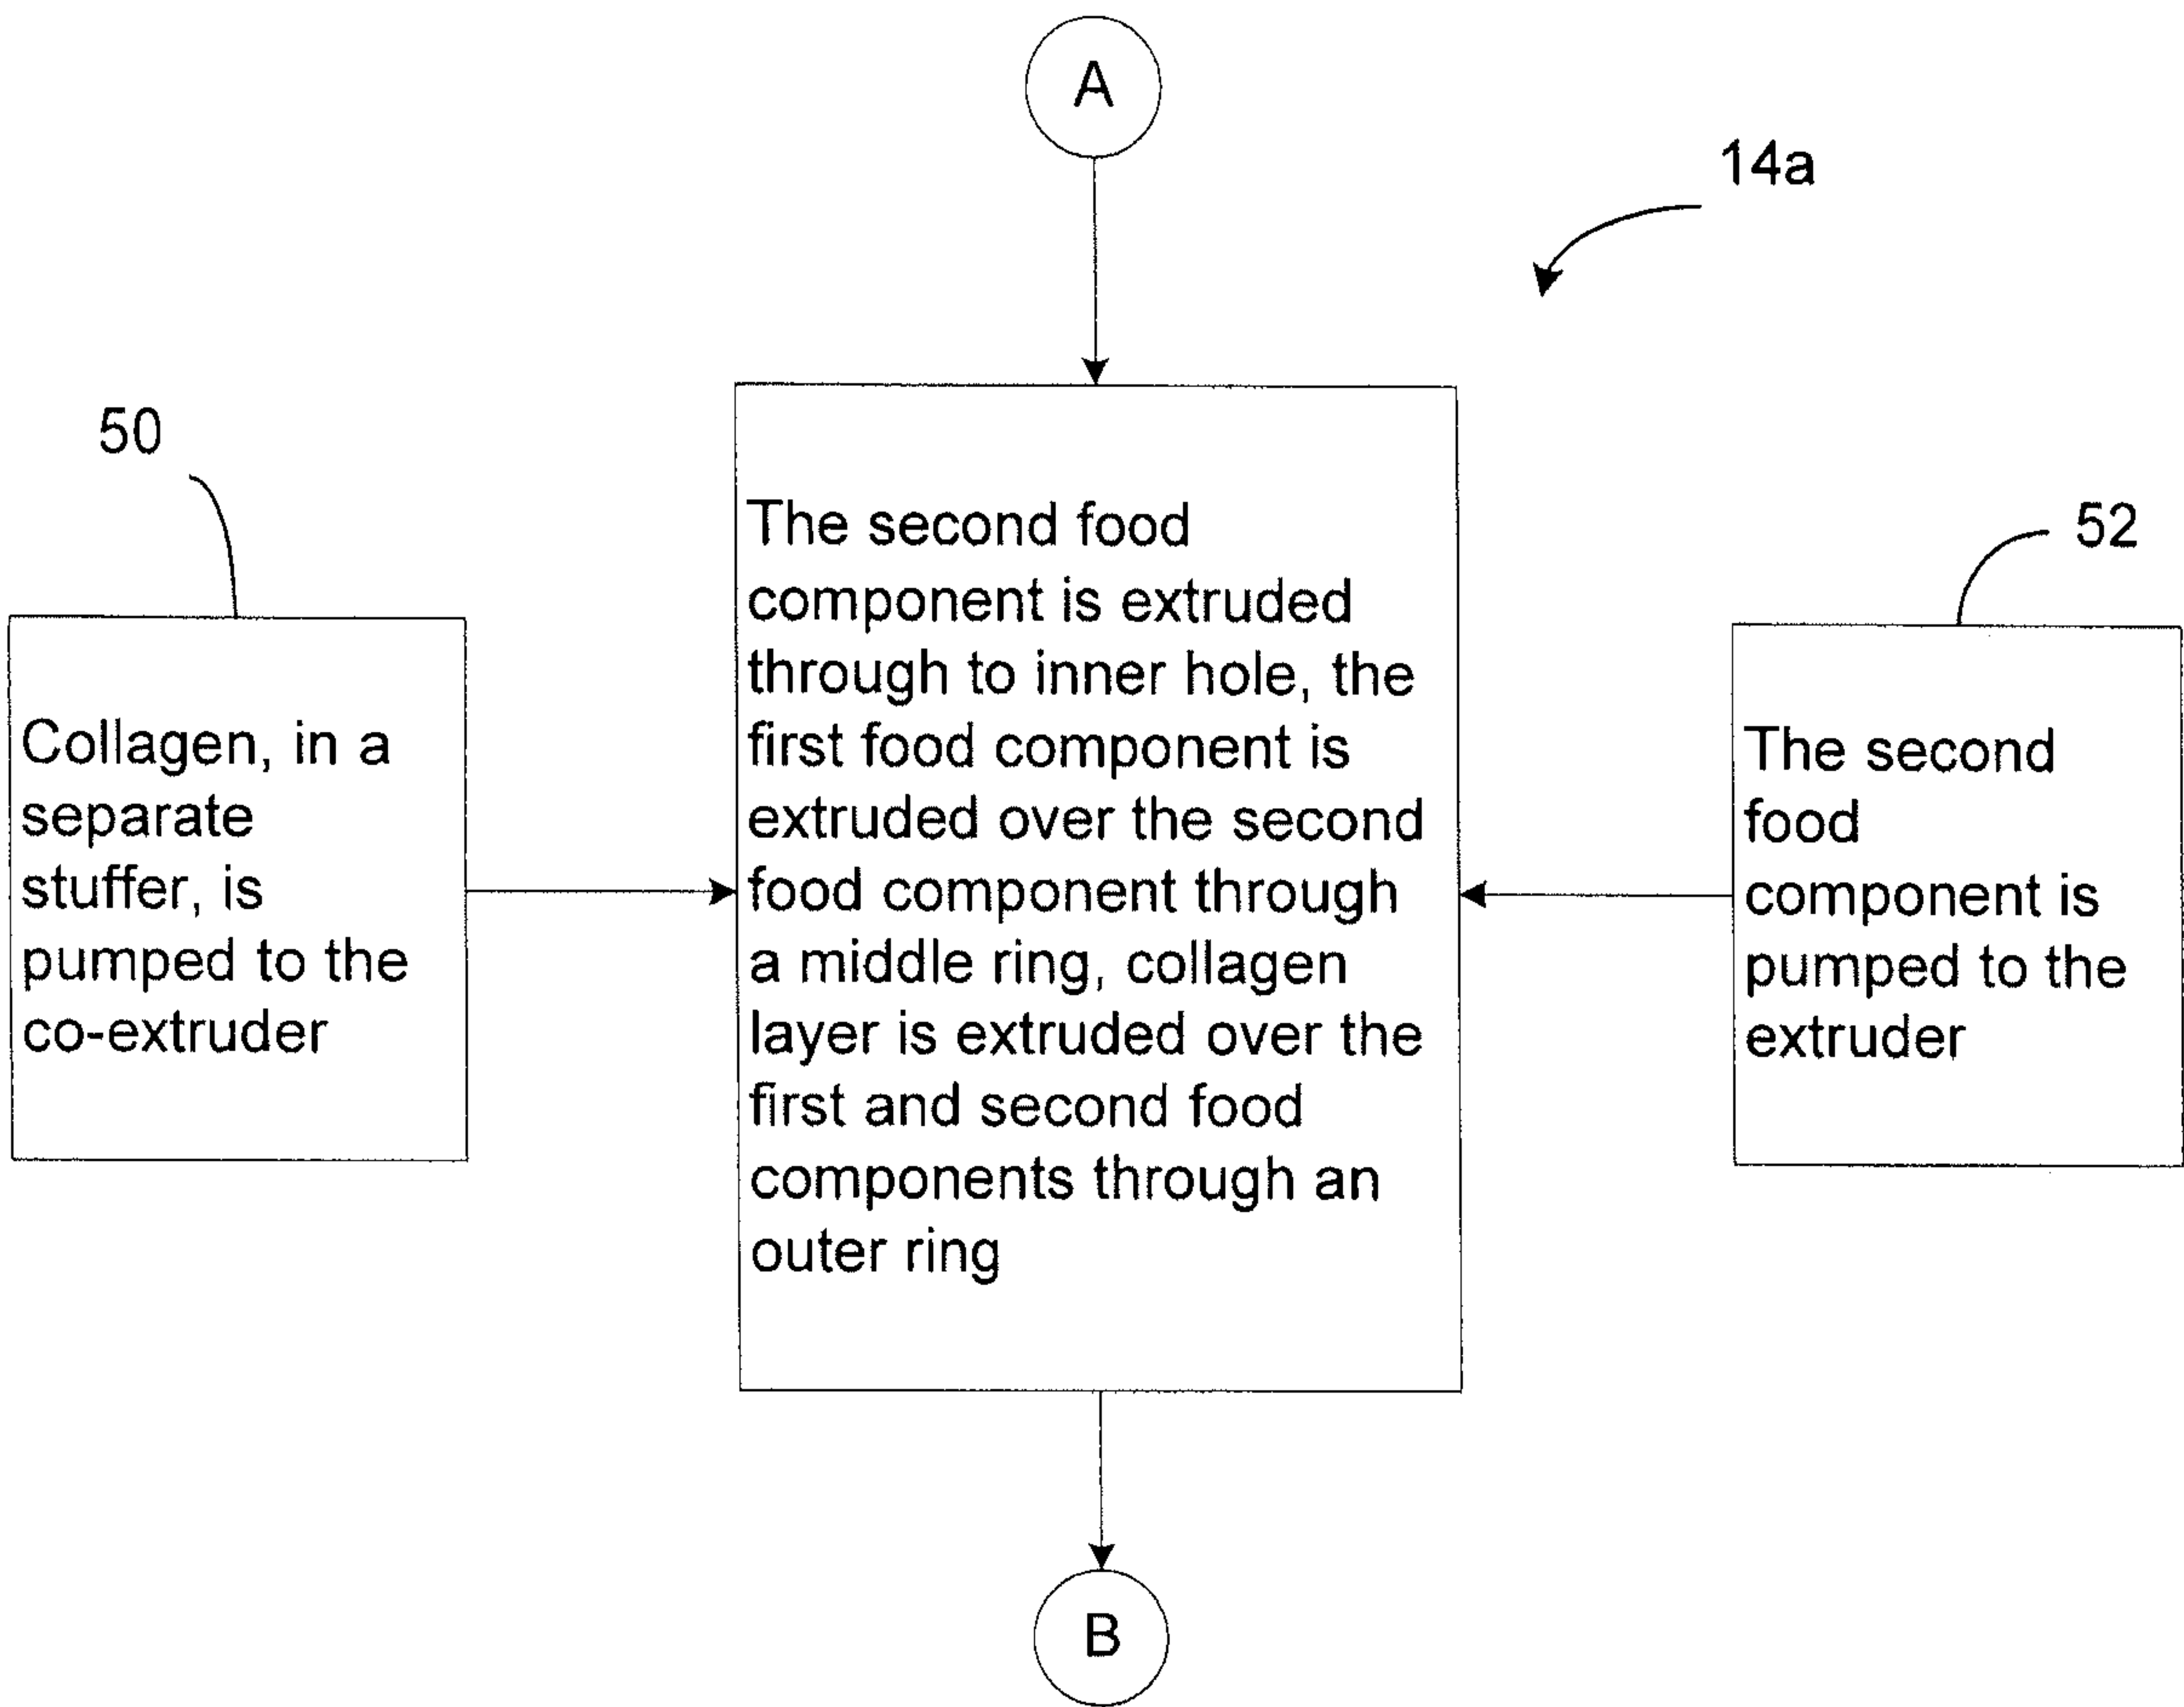 A
14a
50
Collagen, in a
separate
stuffer, is
pumped to the
co-extruder
The second food
component is extruded
through to inner hole, the
first food component is
extruded over the second
food component through
a middle ring, collagen
layer is extruded over the
first and second food
components through an
outer ring
52
The second
food
component is
pumped to the
extruder
B